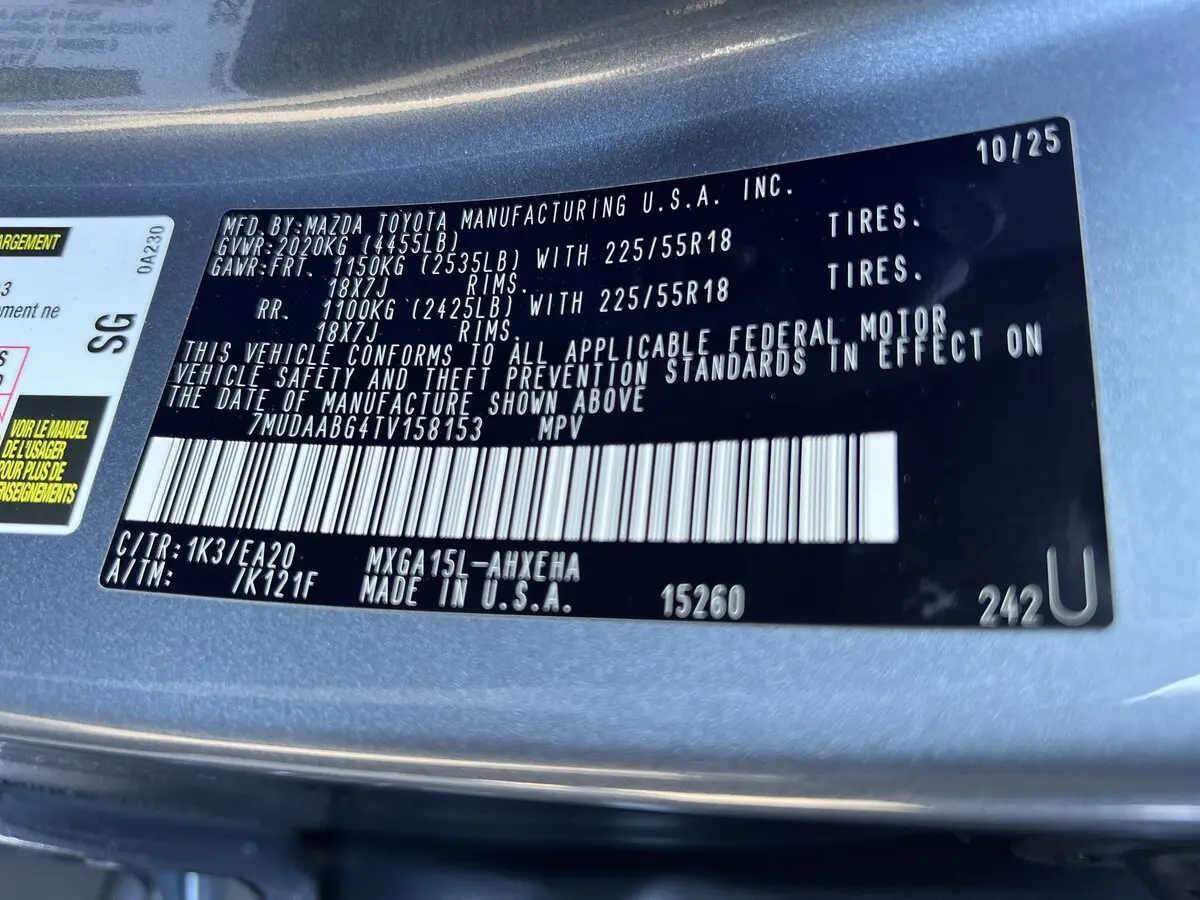 ARGEMENT
3
ment ne
0A230
SG
S
VOIR LE MANUEL
DE L'USAGER
POUR PLUS DE
ENSEIGNEMENTS
10/25
MFD.BY:MAZDA TOYOTA MANUFACTURING U.S.A. INC.
GVWR:2020KG (4455LB)
GAWR:FRT. 1150KG (2535LB) WITH 225/55R18 TIRES.
18X7J RIMS.
RR. 1100KG (2425LB) WITH 225/55R18 TIRES.
18X7J RIMS.
THIS VEHICLE CONFORMS TO ALL APPLICABLE FEDERAL MOTOR
VEHICLE SAFETY AND THEFT PREVENTION STANDARDS IN EFFECT ON
THE DATE OF MANUFACTURE SHOWN ABOVE
7MUDAABG4TV158153 MPV
C/TR:1K3/EA20 MXGA15L-AHXEHA
A/TM: /K121F MADE IN U.S.A. 15260 242U